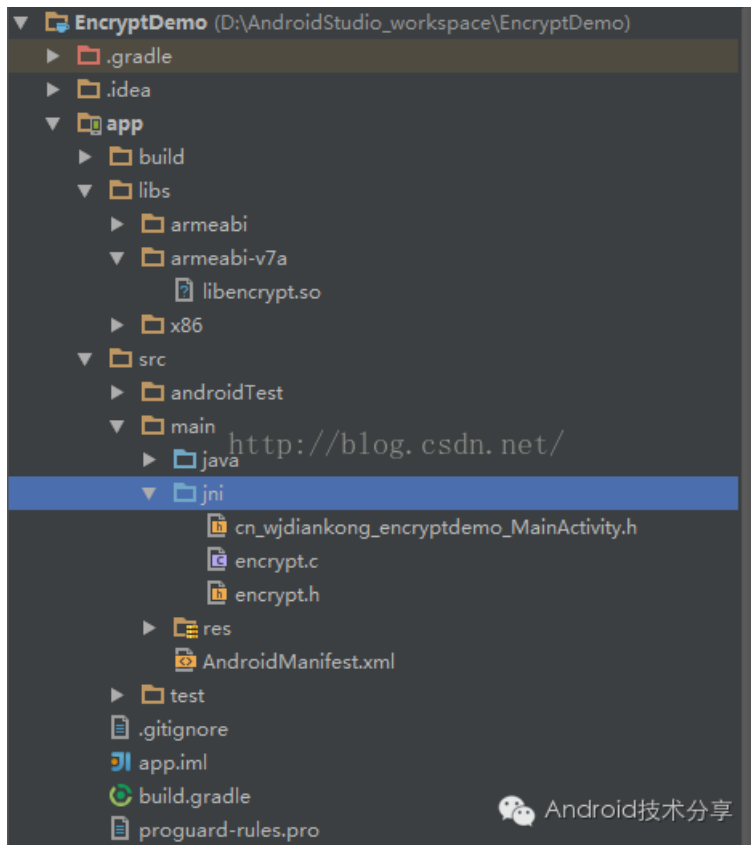 EncryptDemo (D:\AndroidStudio_workspace\EncryptDemo)
.gradle
.idea
app
build
libs
armeabi
armeabi-v7a
libencrypt.so
x86
src
androidTest
main
http://blog.csdn.net/
java
jni
cn_wjdiankong_encryptdemo_MainActivity.h
encrypt.c
encrypt.h
res
AndroidManifest.xml
test
.gitignore
app.iml
build.gradle
Android技术分享
proguard-rules.pro